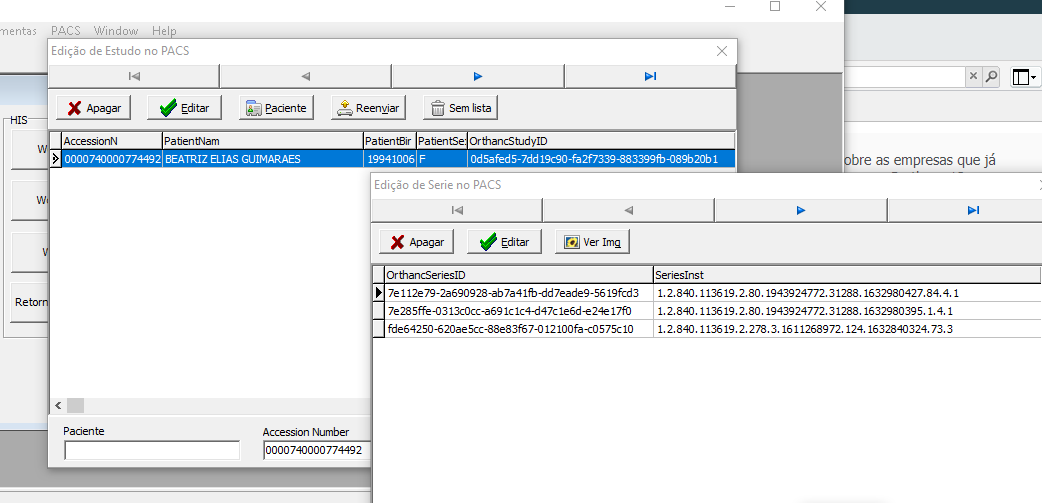 mentas PACS Window Help
Edição de Estudo no PACS
Apagar Editar Paciente Reenviar Sem lista
HIS
AccessionN PatientNam PatientBir PatientSe: OrthancStudyID
0000740000774492 BEATRIZ ELIAS GUIMARAES 19941006 F 0d5afed5-7dd19c90-fa2f7339-883399fb-089b20b1
obre as empresas que já
Edição de Serie no PACS
Apagar Editar Ver Img
OrthancSeriesID SeriesInst
7e112e79-2a690928-ab7a41fb-dd7eade9-5619fcd3 1.2.840.113619.2.80.1943924772.31288.1632980427.84.4.1
7e285ffe-0313c0cc-a691c1c4-d47c1e6d-e24e17f0 1.2.840.113619.2.80.1943924772.31288.1632980395.1.4.1
fde64250-620ae5cc-88e83f67-012100fa-c0575c10 1.2.840.113619.2.278.3.1611268972.124.1632840324.73.3
W
We
W
Retorn
Paciente Accession Number
0000740000774492